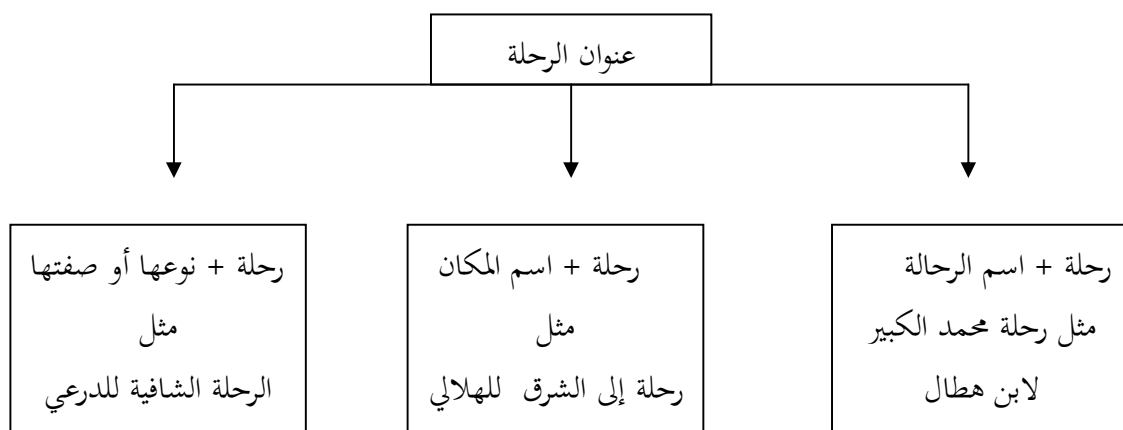 عنوان الرحلة
رحلة + اسم الرحالة
مثل رحلة محمد الكبير
لابن هطال
رحلة + اسم المكان
مثل
رحلة إلى الشرق للهلالي
رحلة + نوعها أو صفتها
مثل
الرحلة الشافية للدرعي